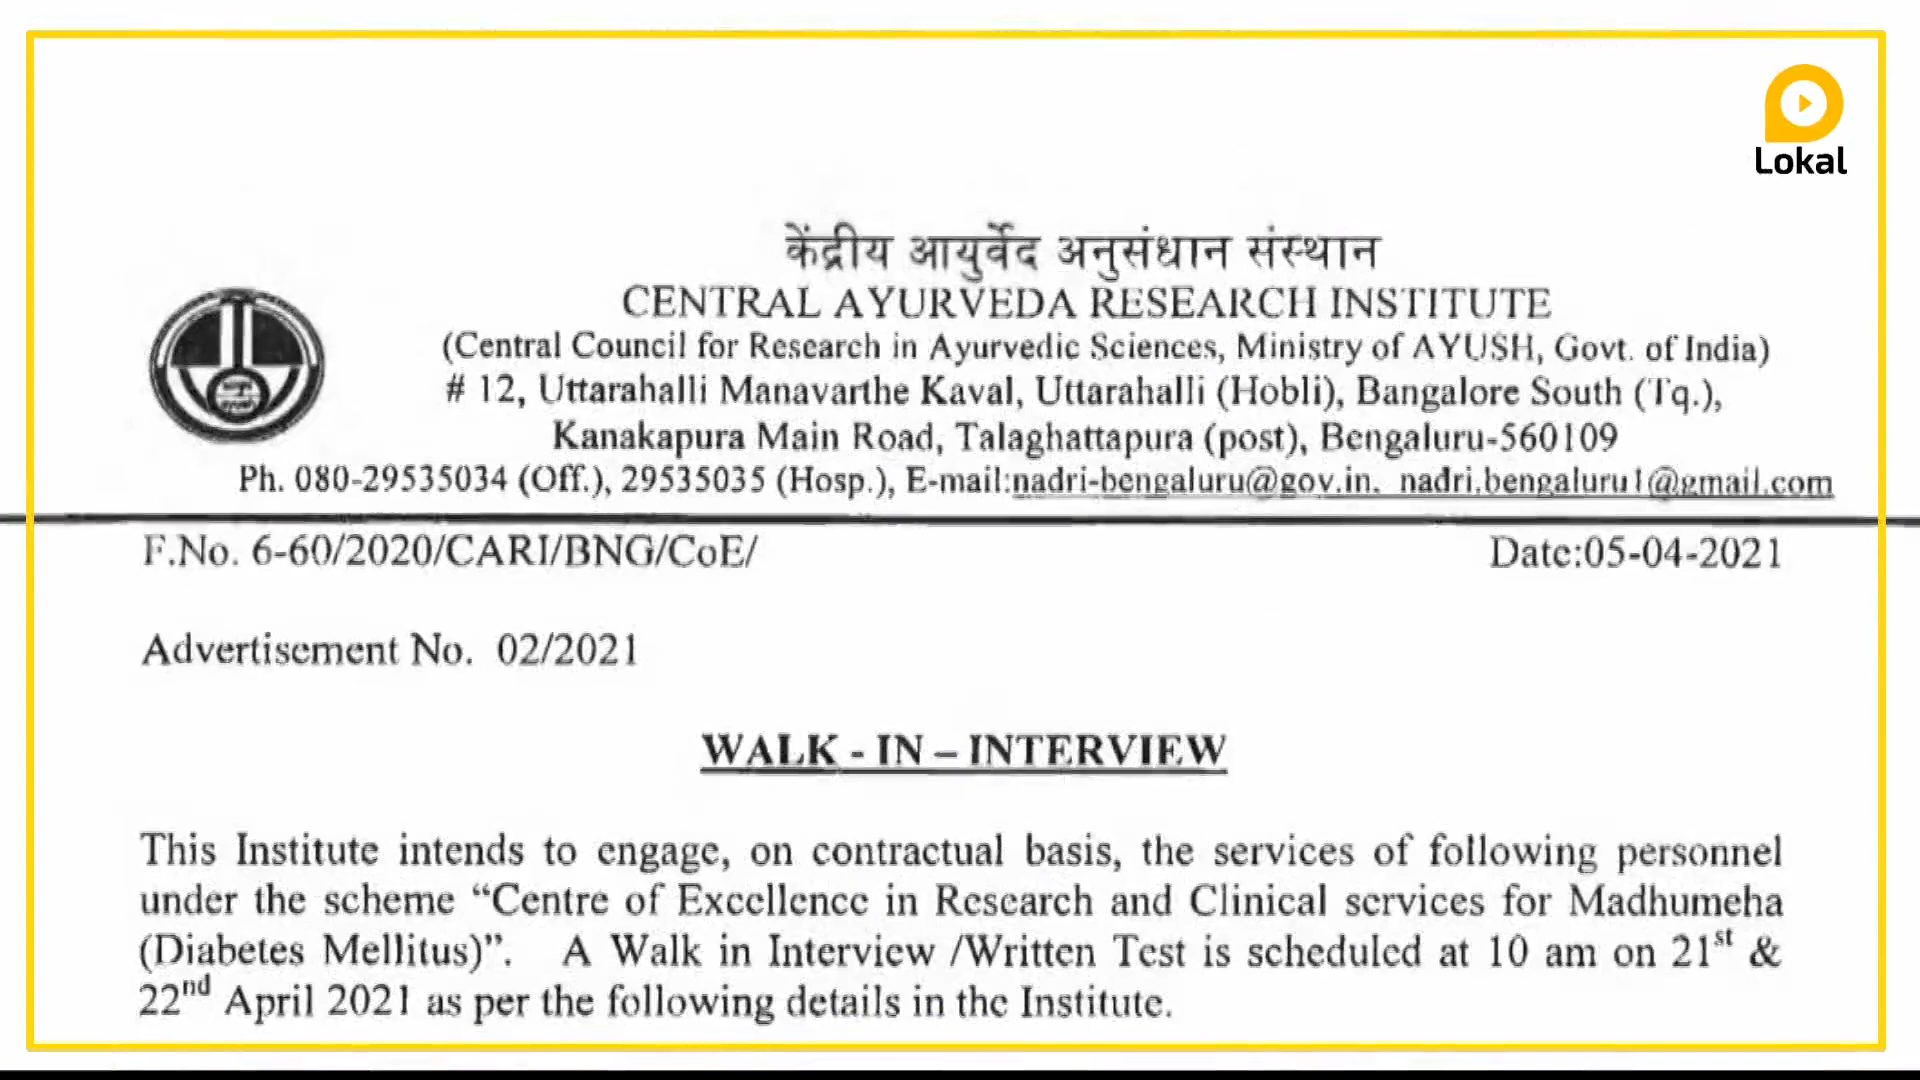 Lokal
केंद्रीय आयुर्वेद अनुसंधान संस्थान
CENTRAL AYURVEDA RESEARCH INSTITUTE
(Central Council for Research in Ayurvedic Sciences, Ministry of AYUSH, Govt. of India)
# 12, Uttarahalli Manavarthe Kaval, Uttarahalli (Hobli), Bangalore South (Tq.),
Kanakapura Main Road, Talaghattapura (post), Bengaluru-560109
Ph. 080-29535034 (Off.), 29535035 (Hosp.), E-mail:nadri-bengaluru@gov.in, nadri.bengaluru1@gmail.com
F.No. 6-60/2020/CARI/BNG/CoE/ Date:05-04-2021
Advertisement No. 02/2021
WALK - IN – INTERVIEW
This Institute intends to engage, on contractual basis, the services of following personnel
under the scheme “Centre of Excellence in Research and Clinical services for Madhumeha
(Diabetes Mellitus)”. A Walk in Interview /Written Test is scheduled at 10 am on 21st &
22nd April 2021 as per the following details in the Institute.